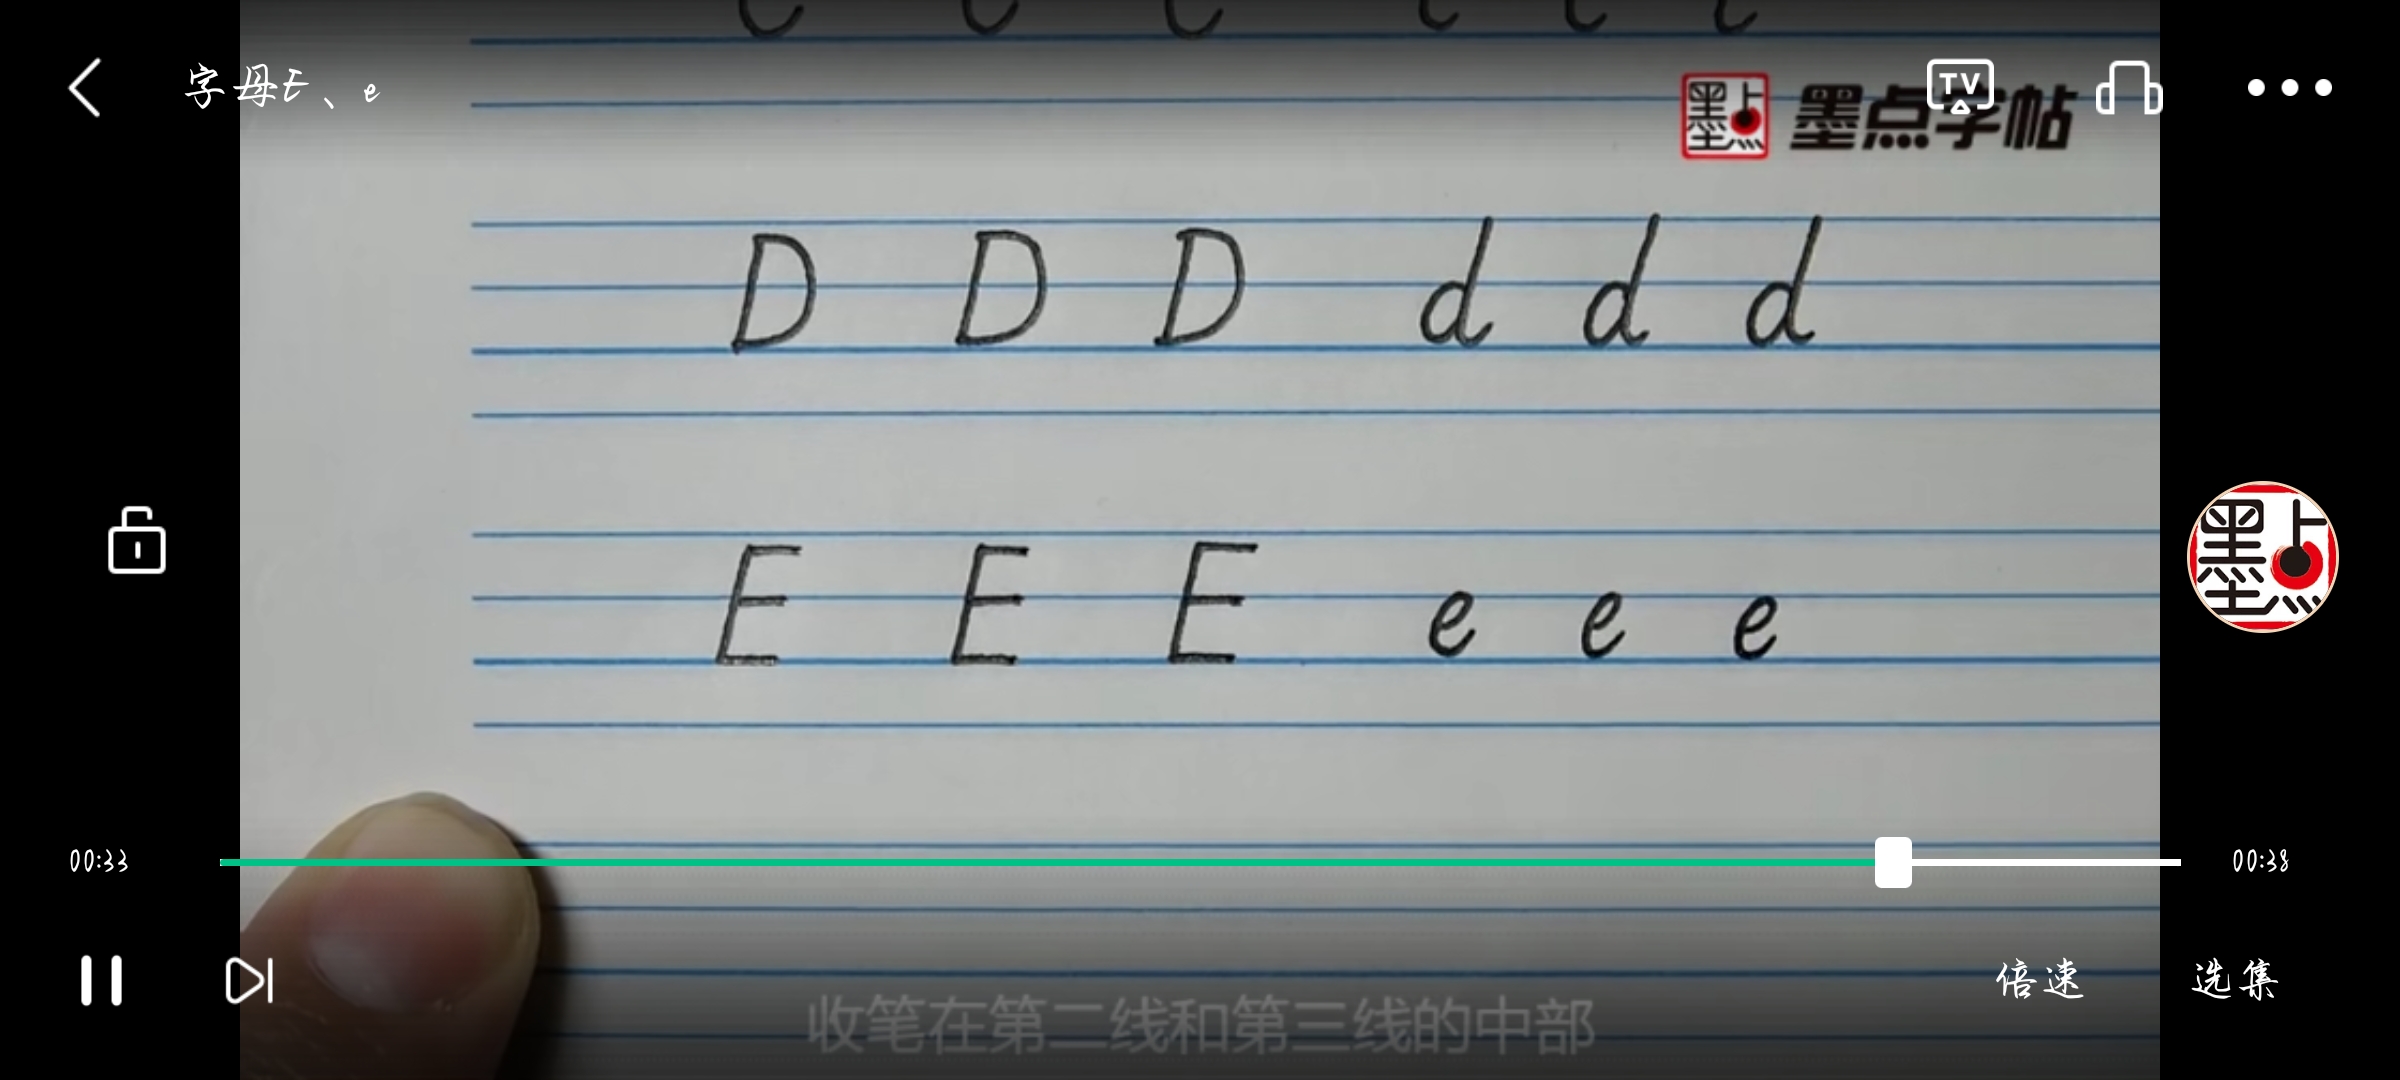 字母E、e
TV
墨点 墨点字帖
D D D d d d
E E E e e e
墨点
00:33
00:38
倍速 选集
收笔在第二线和第三线的中部